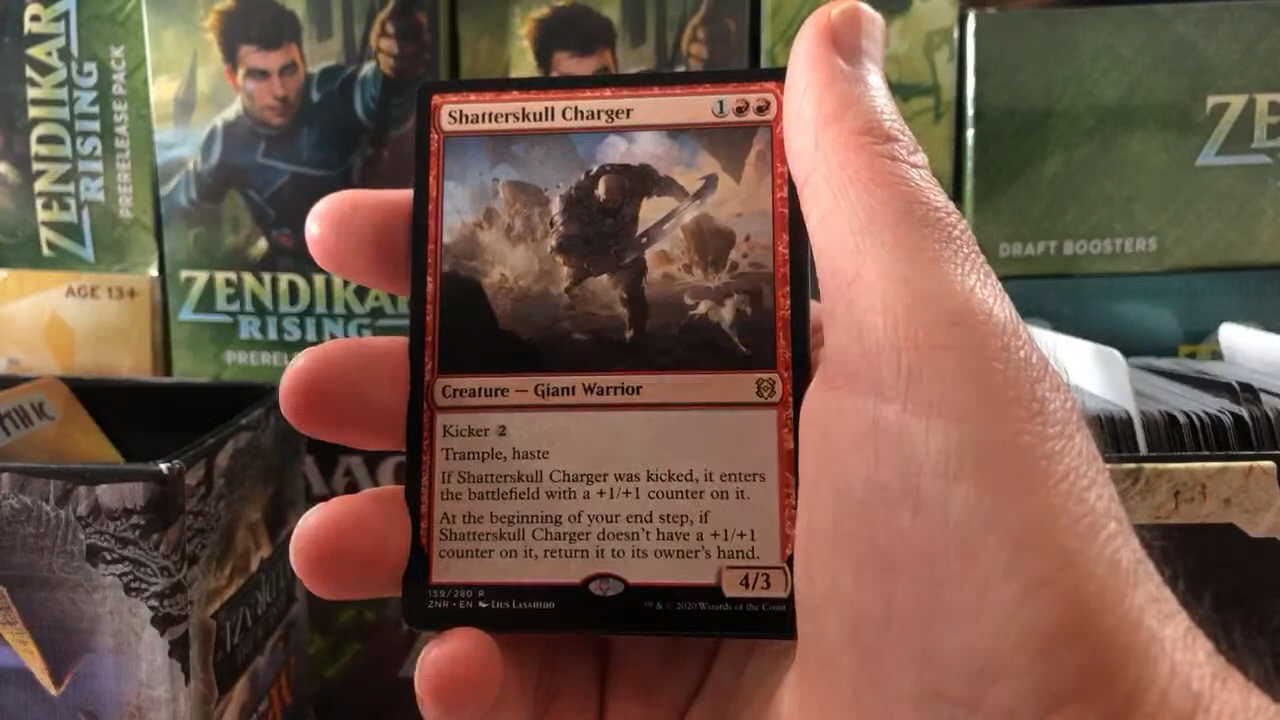 ZENDIKAR
RISING
PRERELEASE PACK
AGE 13+
ZENDIKAR
RISING
DRAFT BOOSTERS
Shatterskull Charger 1
Creature — Giant Warrior
Kicker 2
Trample, haste
If Shatterskull Charger was kicked, it enters
the battlefield with a +1/+1 counter on it.
At the beginning of your end step, if
Shatterskull Charger doesn't have a +1/+1
counter on it, return it to its owner's hand.
4/3
159/280 R
ZNR • EN Lius Lasahido
™ & © 2020 Wizards of the Coast